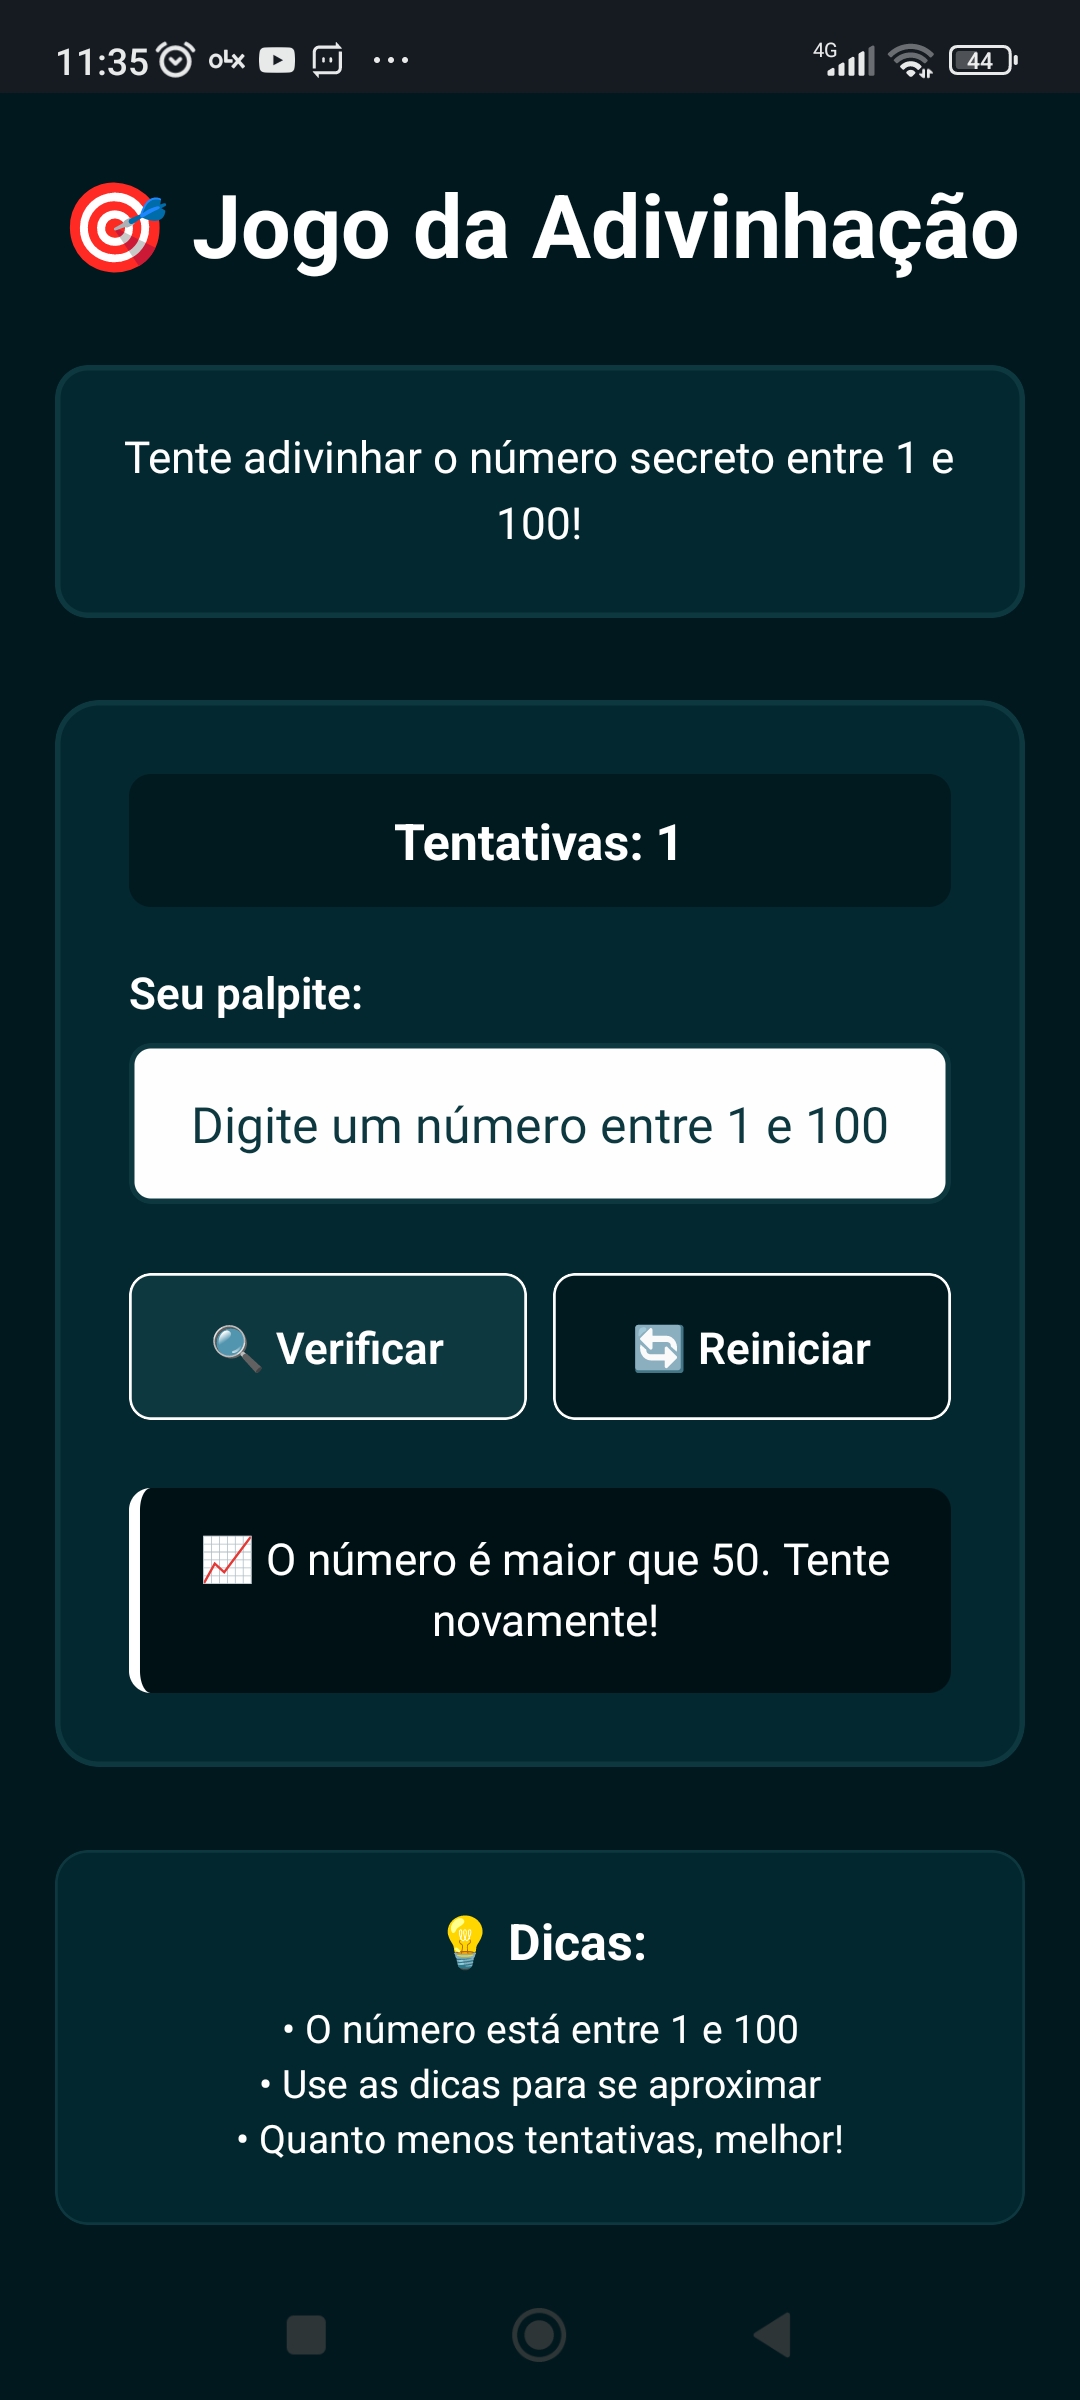 11:35 olx ... 4G 44
🎯 Jogo da Adivinhação
Tente adivinhar o número secreto entre 1 e
100!
Tentativas: 1
Seu palpite:
Digite um número entre 1 e 100
🔍 Verificar
🔄 Reiniciar
📈 O número é maior que 50. Tente
novamente!
💡 Dicas:
• O número está entre 1 e 100
• Use as dicas para se aproximar
• Quanto menos tentativas, melhor!